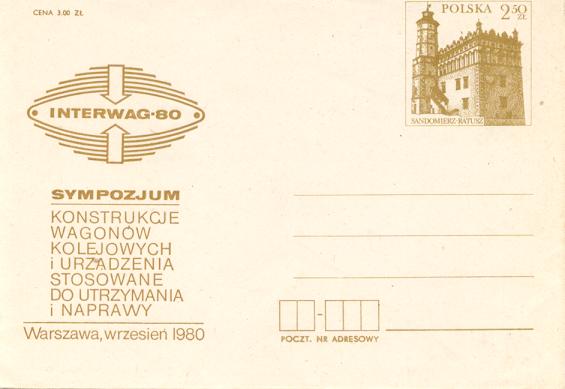 CENA 3.00 ZŁ
POLSKA 2.50 ZŁ
SANDOMIERZ-RATUSZ
INTERWAG•80
SYMPOZJUM
KONSTRUKCJE
WAGONÓW
KOLEJOWYCH
i URZĄDZENIA
STOSOWANE
DO UTRZYMANIA
i NAPRAWY
Warszawa, wrzesień 1980
POCZT. NR ADRESOWY